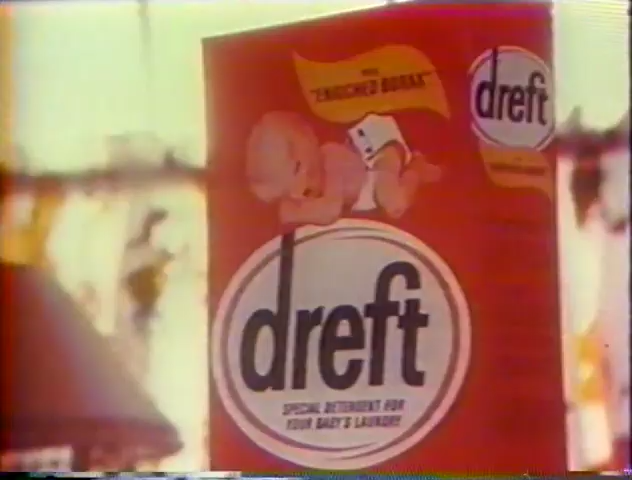 "ENRICHED BORAX"
dreft
dreft
SPECIAL DETERGENT FOR
YOUR BABY'S LAUNDRY